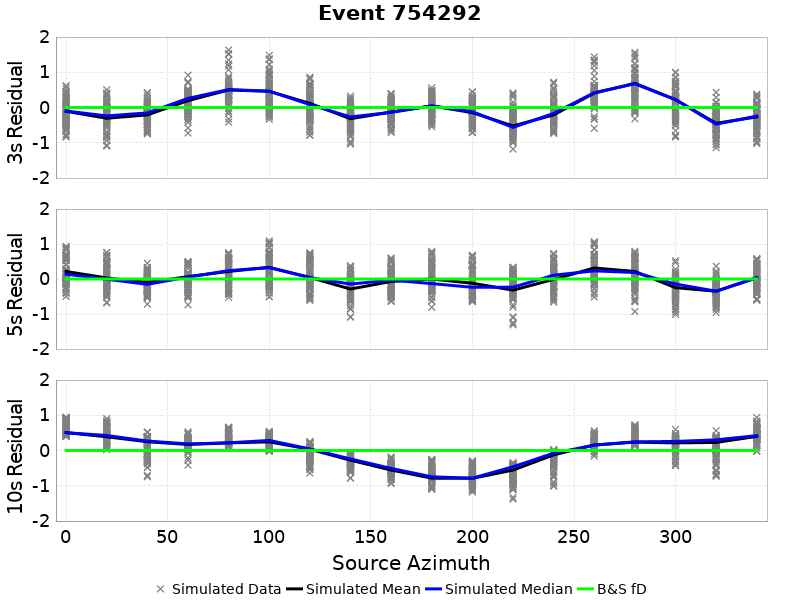 Event 754292
2
1
0
-1
-2
3s Residual
2
1
0
-1
-2
5s Residual
2
1
0
-1
-2
10s Residual
0 50 100 150 200 250 300
Source Azimuth
Simulated Data Simulated Mean Simulated Median B&S fD